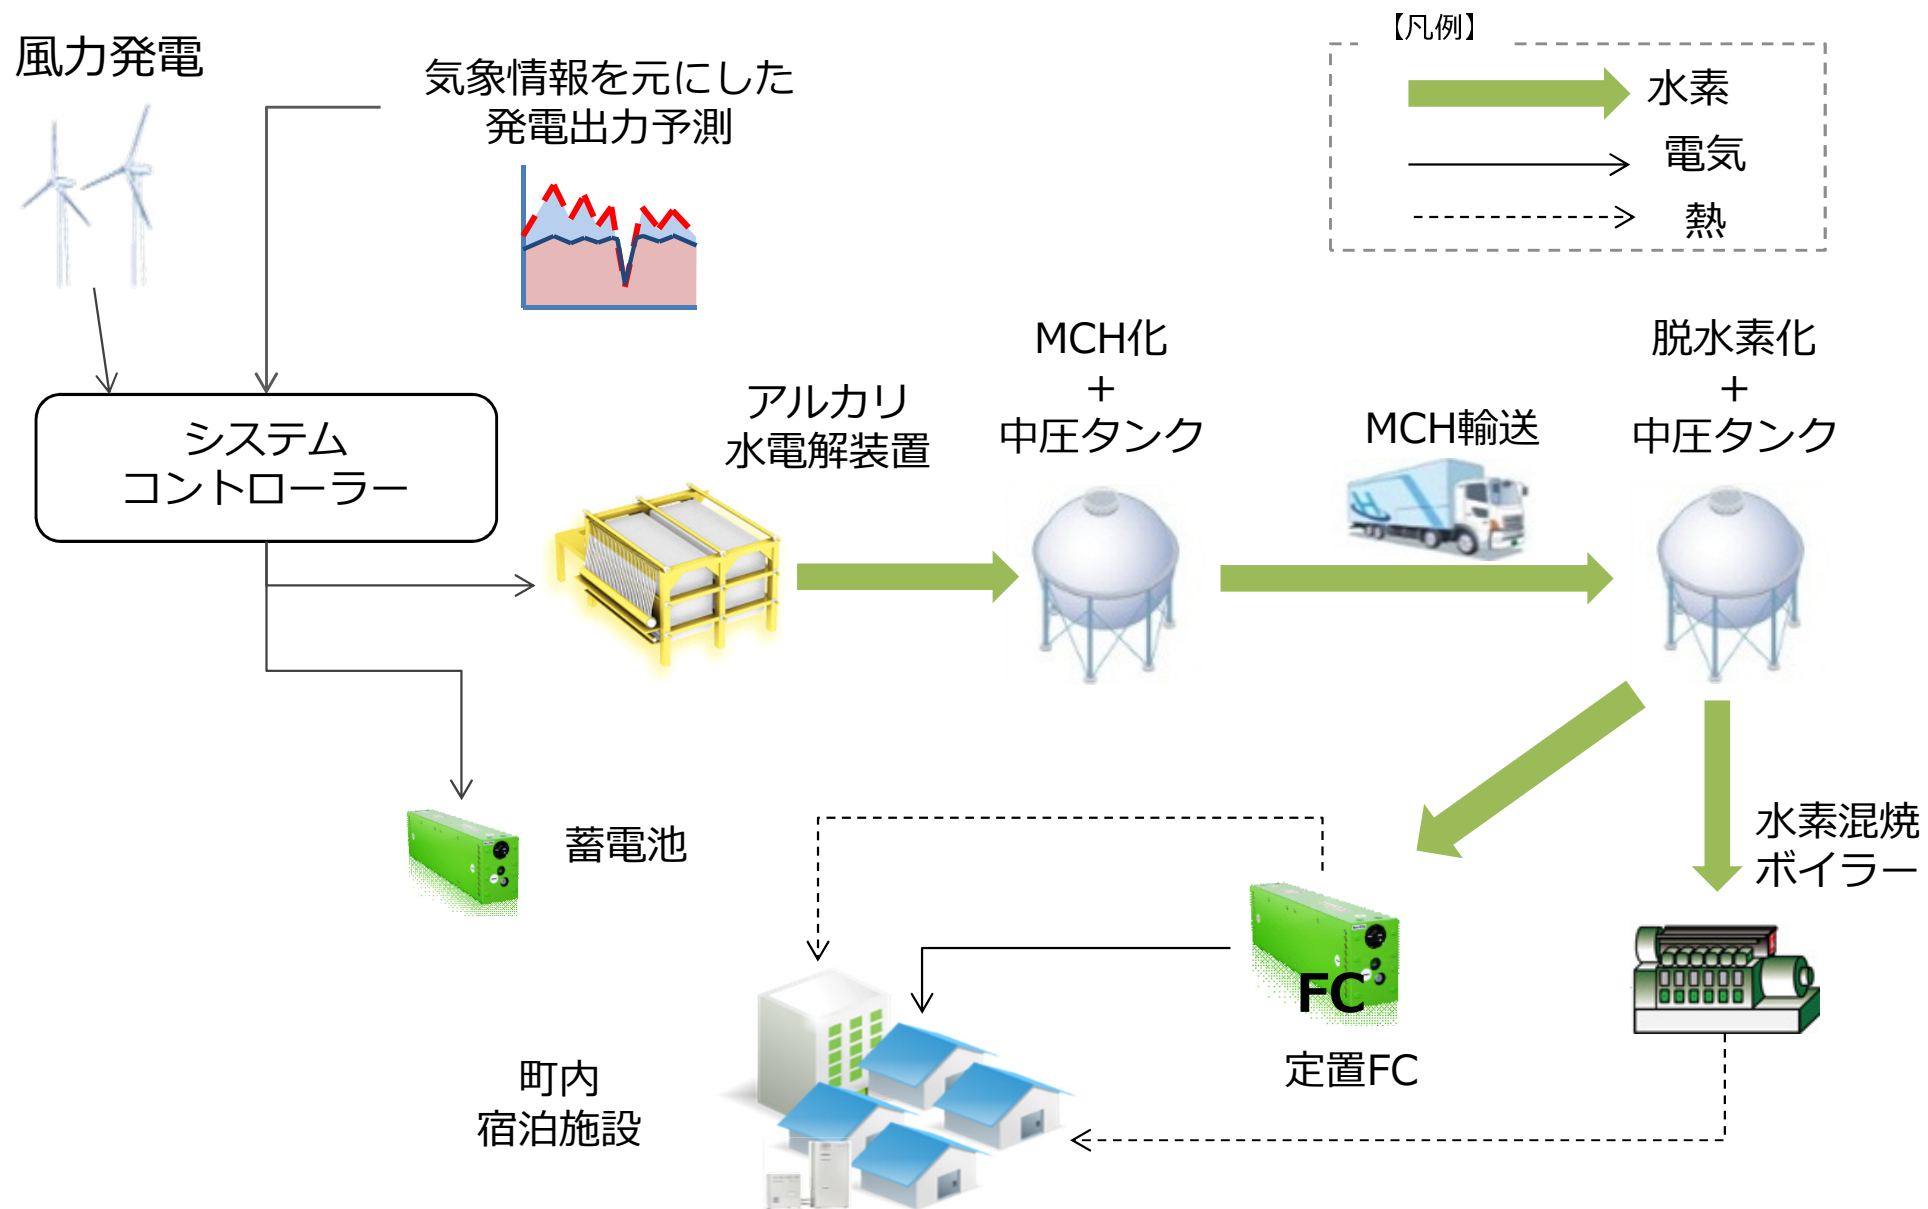 風力発電
気象情報を元にした
発電出力予測
【凡例】
水素
電気
熱
システム
コントローラー
アルカリ
水電解装置
MCH化
+
中圧タンク
MCH輸送
脱水素化
+
中圧タンク
蓄電池
水素混焼
ボイラー
FC
定置FC
町内
宿泊施設